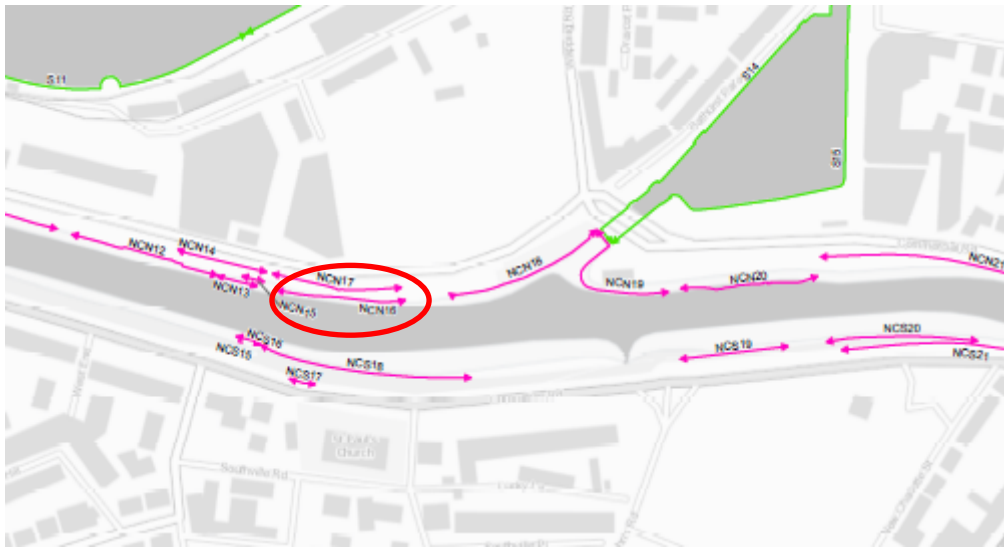 S11
S14
S15
NCN12
NCN14
NCN13
NCN17
NCN15
NCN16
NCN18
NCN19
NCN20
NCN21
NCS16
NCS15
NCS18
NCS17
NCS19
NCS20
NCS21
St Paul's
Church
Southville Rd